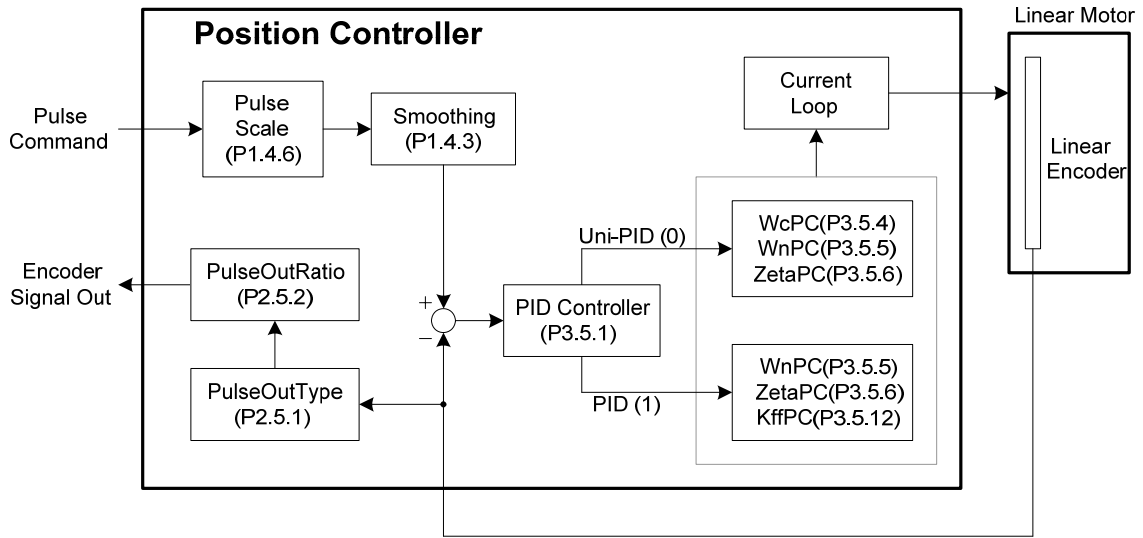 Linear Motor
Position Controller
Pulse
Command
Pulse
Scale
(P1.4.6)
Smoothing
(P1.4.3)
Current
Loop
Linear
Encoder
Encoder
Signal Out
PulseOutRatio
(P2.5.2)
PulseOutType
(P2.5.1)
+
−
PID Controller
(P3.5.1)
Uni-PID (0)
WcPC(P3.5.4)
WnPC(P3.5.5)
ZetaPC(P3.5.6)
PID (1)
WnPC(P3.5.5)
ZetaPC(P3.5.6)
KffPC(P3.5.12)